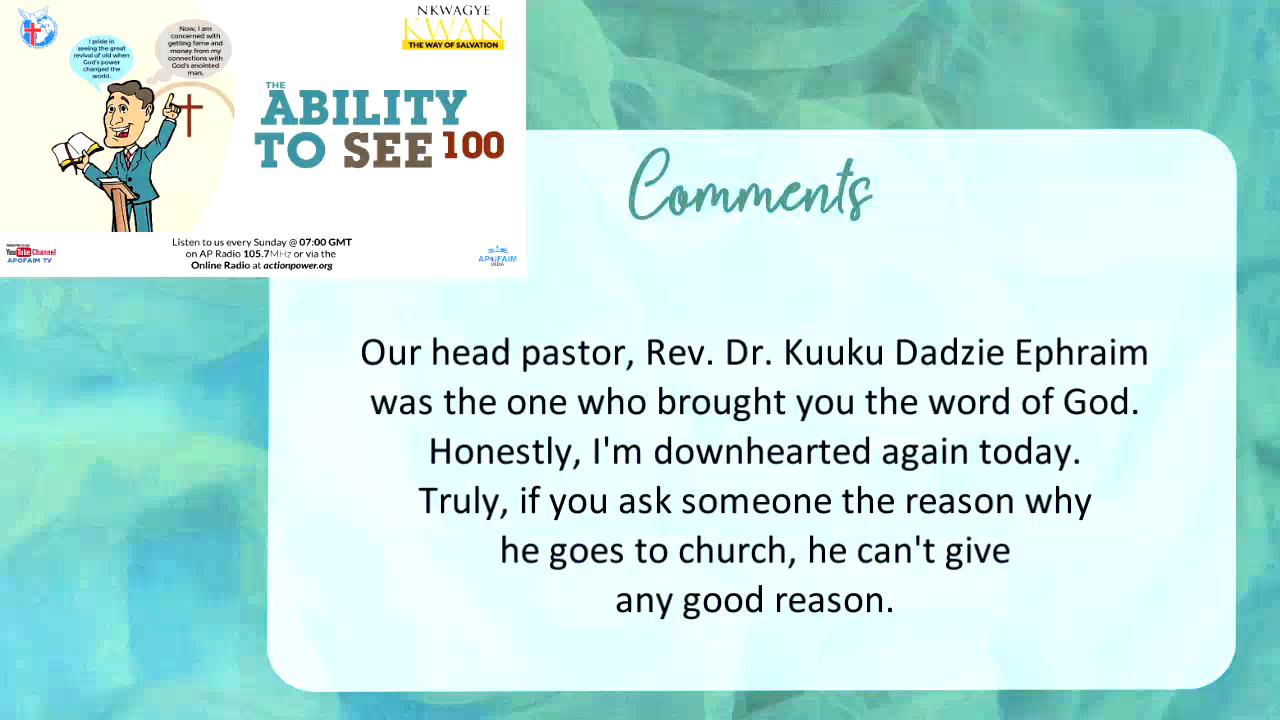 I pride in
seeing the great
revival of old when
God's power
changed the
world.
Now, I am
concerned with
getting fame and
money from my
connections with
God's anointed
man.
NKWAGYE
KWAN
THE WAY OF SALVATION
THE
ABILITY
TO SEE 100
YouTube Channel
APOFAIM TV
Listen to us every Sunday @ 07:00 GMT
on AP Radio 105.7MHz or via the
Online Radio at actionpower.org
APOFAIM
MEDIA
Comments
Our head pastor, Rev. Dr. Kuuku Dadzie Ephraim
was the one who brought you the word of God.
Honestly, I'm downhearted again today.
Truly, if you ask someone the reason why
he goes to church, he can't give
any good reason.